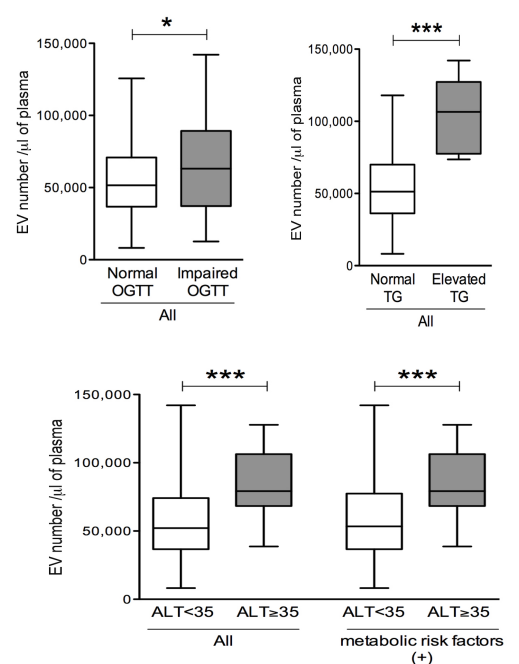 *
150,000
100,000
50,000
0
EV number /μl of plasma
Normal OGTT
Impaired OGTT
All
***
150,000
100,000
50,000
0
EV number /μl of plasma
Normal TG
Elevated TG
All
*** ***
150,000
100,000
50,000
0
EV number /μl of plasma
ALT<35 ALT≥35 ALT<35 ALT≥35
All metabolic risk factors
(+)